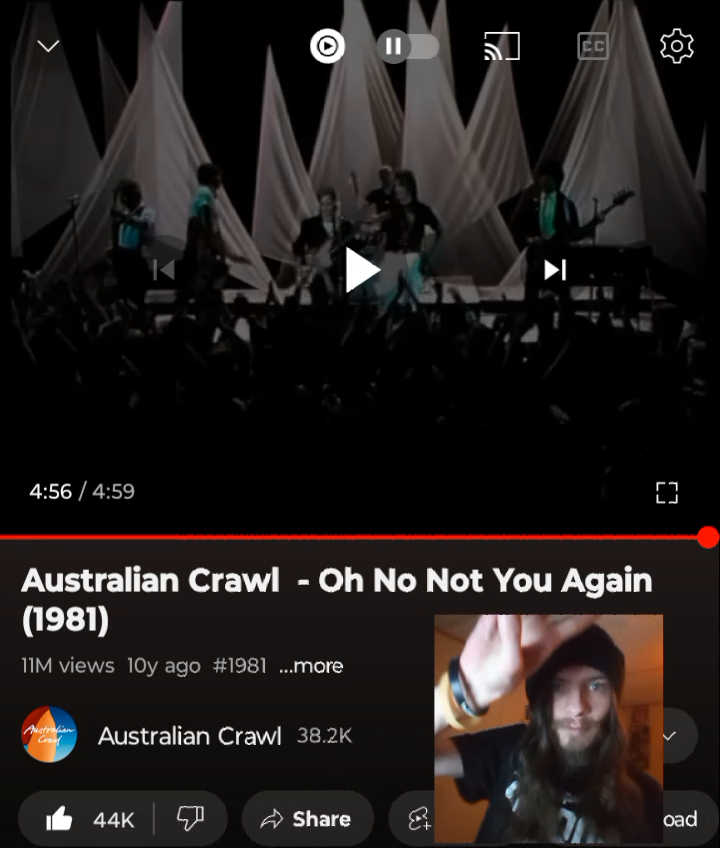 CC
4:56 / 4:59
Australian Crawl - Oh No Not You Again
(1981)
11M views 10y ago #1981 ...more
Australian Crawl
Australian Crawl 38.2K
44K Share oad